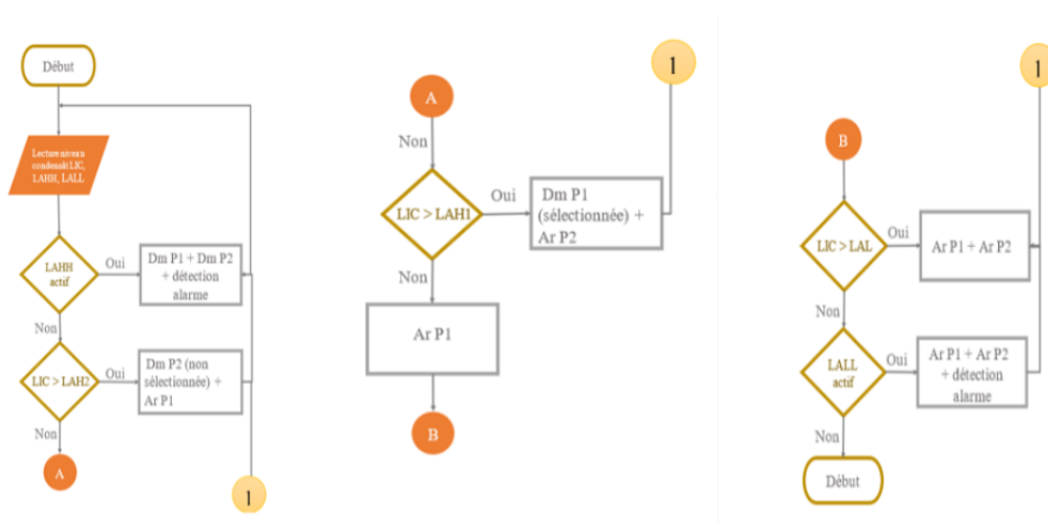 Début
Lecture niveau
condensât LIC,
LAHH, LALL
LAHH
actif
Oui
Dm P1 + Dm P2
+ détection
alarme
Non
LIC > LAH2
Oui
Dm P2 (non
sélectionnée) +
Ar P1
Non
A
1
A
Non
LIC > LAH1
Oui
Dm P1
(sélectionnée) +
Ar P2
1
Non
Ar P1
B
1
B
LIC > LAL
Oui
Ar P1 + Ar P2
Non
LALL
actif
Oui
Ar P1 + Ar P2
+ détection
alarme
Non
Début